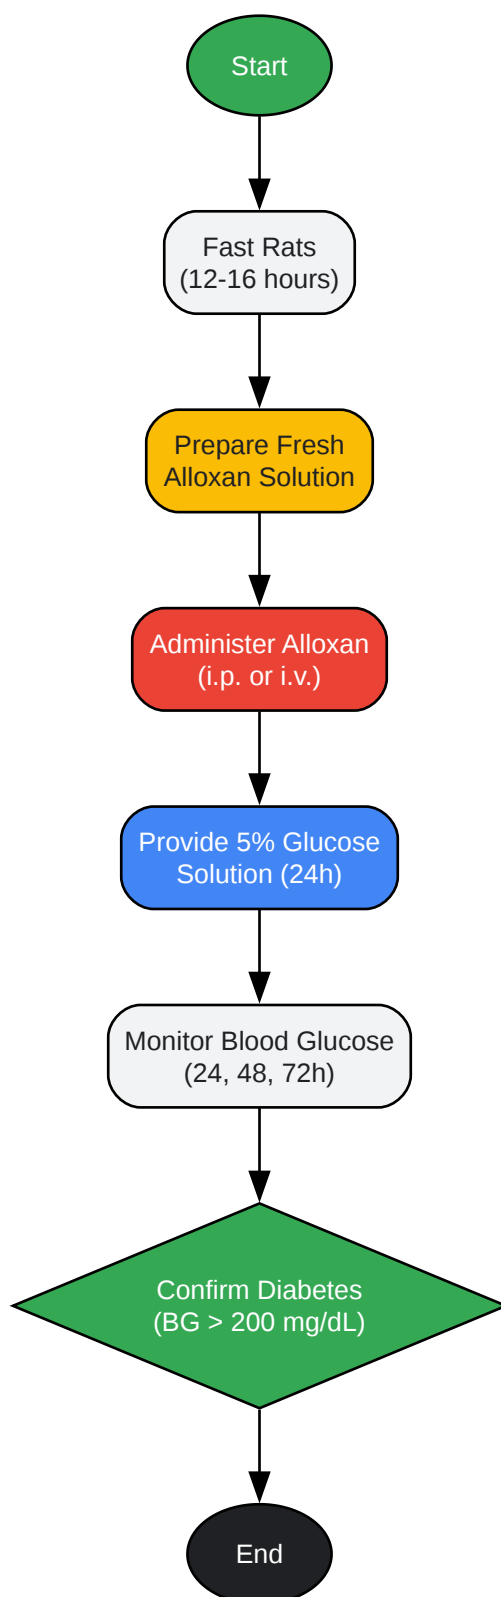 Start
Fast Rats
(12-16 hours)
Prepare Fresh
Alloxan Solution
Administer Alloxan
(i.p. or i.v.)
Provide 5% Glucose
Solution (24h)
Monitor Blood Glucose
(24, 48, 72h)
Confirm Diabetes
(BG > 200 mg/dL)
End